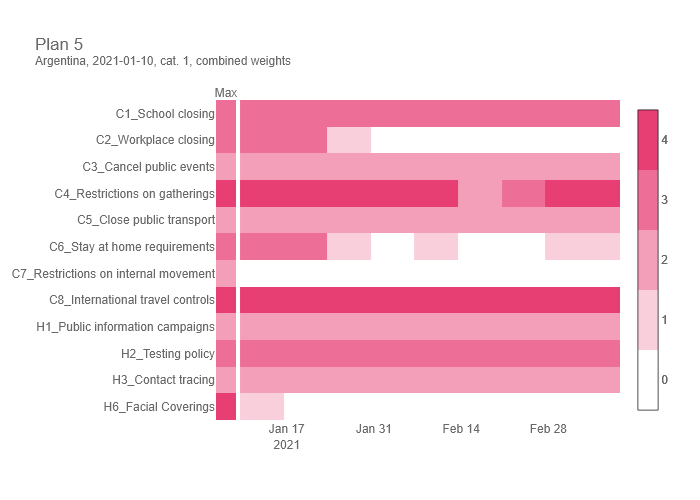 Plan 5
Argentina, 2021-01-10, cat. 1, combined weights
Max
C1_School closing
C2_Workplace closing
C3_Cancel public events
C4_Restrictions on gatherings
C5_Close public transport
C6_Stay at home requirements
C7_Restrictions on internal movement
C8_International travel controls
H1_Public information campaigns
H2_Testing policy
H3_Contact tracing
H6_Facial Coverings
Jan 17
2021
Jan 31
Feb 14
Feb 28
4
3
2
1
0